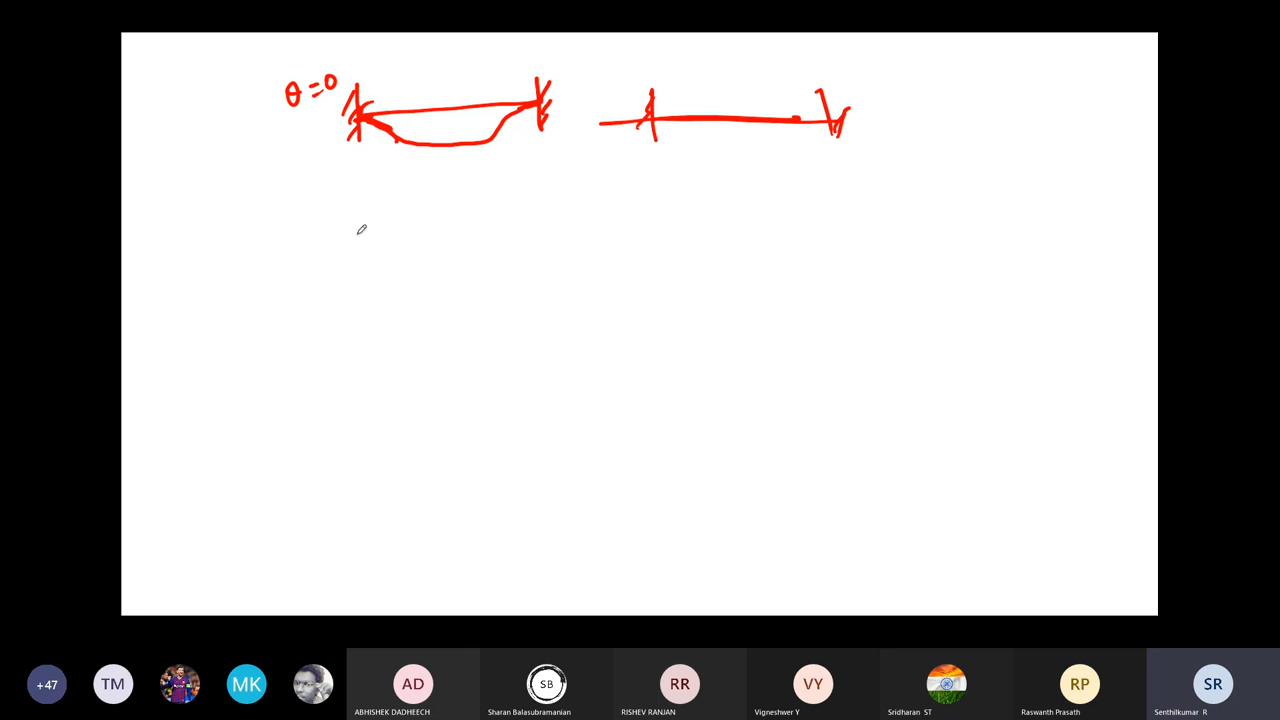 θ=0
+47
TM
MK
AD
SB
RR
VY
RP
SR
ABHISHEK DADHEECH
Sharan Balasubramanian
RISHEV RANJAN
Vigneshwer Y
Sridharan ST
Raswanth Prasath
Senthilkumar R